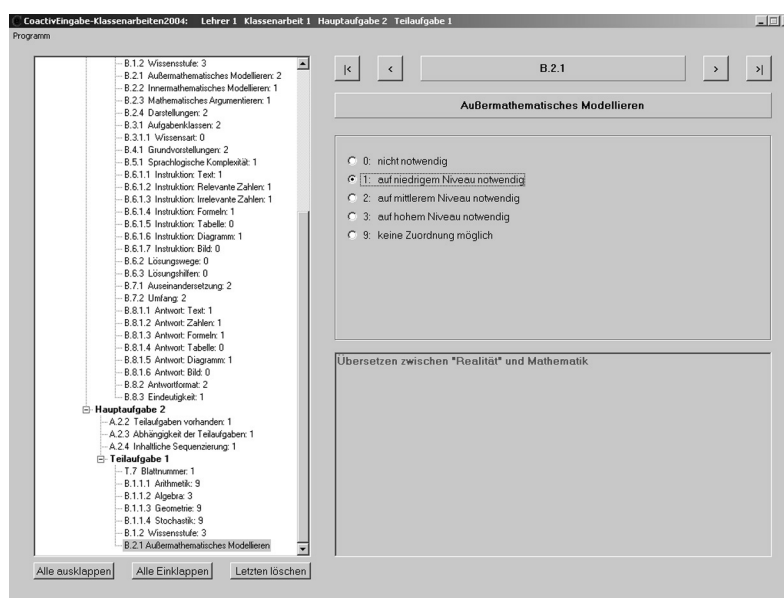 CoactivEingabe-Klassenarbeiten2004: Lehrer 1 Klassenarbeit 1 Hauptaufgabe 2 Teilaufgabe 1
Programm
B.1.2 Wissensstufe: 3
B.2.1 Außermathematisches Modellieren: 2
B.2.2 Innermathematisches Modellieren: 1
B.2.3 Mathematisches Argumentieren: 1
B.2.4 Darstellungen: 2
B.3.1 Aufgabenklassen: 2
B.3.1.1 Wissensart: 0
B.4.1 Grundvorstellungen: 2
B.5.1 Sprachlogische Komplexität: 1
B.6.1.1 Instruktion: Text: 1
B.6.1.2 Instruktion: Relevante Zahlen: 1
B.6.1.3 Instruktion: Irrelevante Zahlen: 1
B.6.1.4 Instruktion: Formeln: 1
B.6.1.5 Instruktion: Tabelle: 0
B.6.1.6 Instruktion: Diagramm: 1
B.6.1.7 Instruktion: Bild: 0
B.6.2 Lösungswege: 0
B.6.3 Lösungshilfen: 0
B.7.1 Auseinandersetzung: 2
B.7.2 Umfang: 2
B.8.1.1 Antwort: Text: 1
B.8.1.2 Antwort: Zahlen: 1
B.8.1.3 Antwort: Formeln: 1
B.8.1.4 Antwort: Tabelle: 0
B.8.1.5 Antwort: Diagramm: 1
B.8.1.6 Antwort: Bild: 0
B.8.2 Antwortformat: 2
B.8.3 Eindeutigkeit: 1
Hauptaufgabe 2
A.2.2 Teilaufgaben vorhanden: 1
A.2.3 Abhängigkeit der Teilaufgaben: 1
A.2.4 Inhaltliche Sequenzierung: 1
Teilaufgabe 1
T.7 Blattnummer: 1
B.1.1.1 Arithmetik: 9
B.1.1.2 Algebra: 3
B.1.1.3 Geometrie: 9
B.1.1.4 Stochastik: 9
B.1.2 Wissensstufe: 3
B.2.1 Außermathematisches Modellieren
Alle ausklappen Alle Einklappen Letzten löschen
|< < B.2.1 > >|
Außermathematisches Modellieren
0: nicht notwendig
1: auf niedrigem Niveau notwendig
2: auf mittlerem Niveau notwendig
3: auf hohem Niveau notwendig
9: keine Zuordnung möglich
Übersetzen zwischen "Realität" und Mathematik